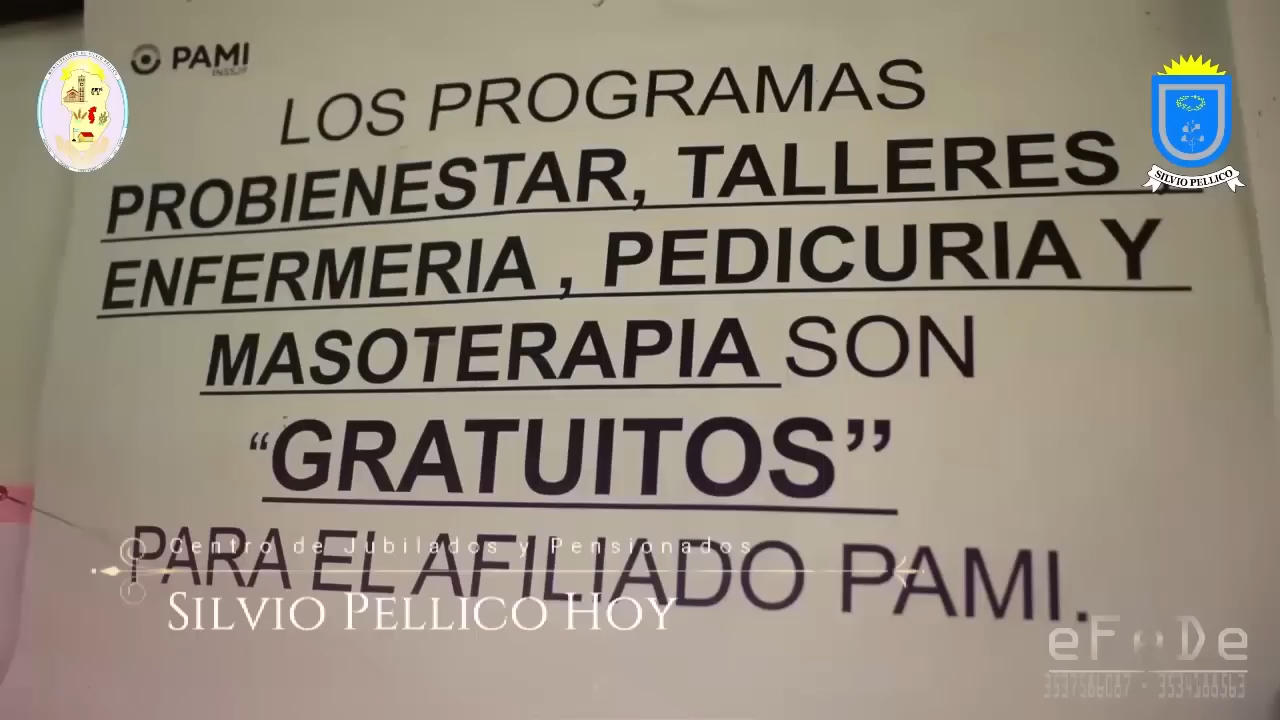 PAMI
INSSJP
LOS PROGRAMAS
PROBIENESTAR, TALLERES ,
ENFERMERIA , PEDICURIA Y
MASOTERAPIA SON
“GRATUITOS”
PARA EL AFILIADO PAMI.
SILVIO PELLICO
Centro de Jubilados y Pensionados
SILVIO PELLICO HOY